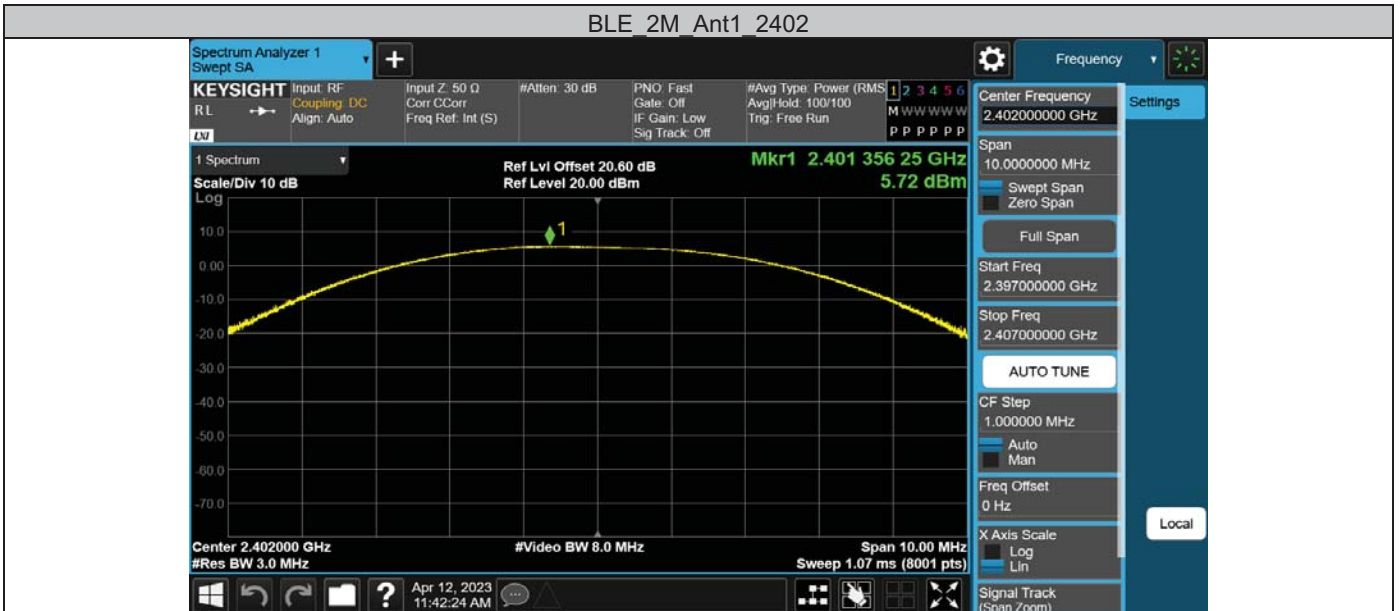 BLE_2M_Ant1_2402
Spectrum Analyzer 1
Swept SA
+
Frequency
KEYSIGHT
RL
LXI
Input: RF
Coupling: DC
Align: Auto
Input Z: 50 Ω
Corr CCorr
Freq Ref: Int (S)
#Atten: 30 dB
PNO: Fast
Gate: Off
IF Gain: Low
Sig Track: Off
#Avg Type: Power (RMS
Avg|Hold: 100/100
Trig: Free Run
1 2 3 4 5 6
M W W W W W
P P P P P P
1 Spectrum
Scale/Div 10 dB
Ref Lvl Offset 20.60 dB
Ref Level 20.00 dBm
Mkr1 2.401 356 25 GHz
5.72 dBm
Log
1
10.0
0.00
-10.0
-20.0
-30.0
-40.0
-50.0
-60.0
-70.0
Center 2.402000 GHz
#Res BW 3.0 MHz
#Video BW 8.0 MHz
Span 10.00 MHz
Sweep 1.07 ms (8001 pts)
?
Apr 12, 2023
11:42:24 AM
Center Frequency
2.402000000 GHz
Span
10.0000000 MHz
Swept Span
Zero Span
Full Span
Start Freq
2.397000000 GHz
Stop Freq
2.407000000 GHz
AUTO TUNE
CF Step
1.000000 MHz
Auto
Man
Freq Offset
0 Hz
X Axis Scale
Log
Lin
Signal Track
(Span Zoom)
Settings
Local